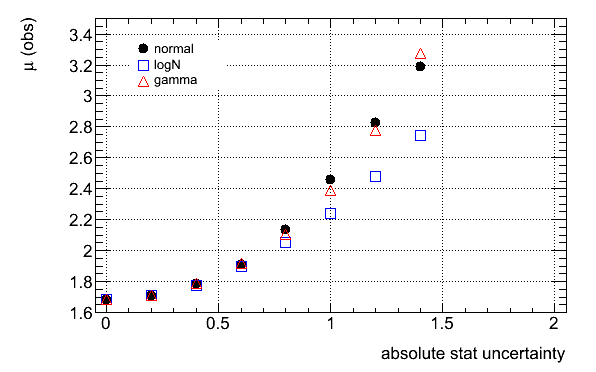 μ (obs)
3.4
3.2
3
2.8
2.6
2.4
2.2
2
1.8
1.6
normal
logN
gamma
0 0.5 1 1.5 2
absolute stat uncertainty